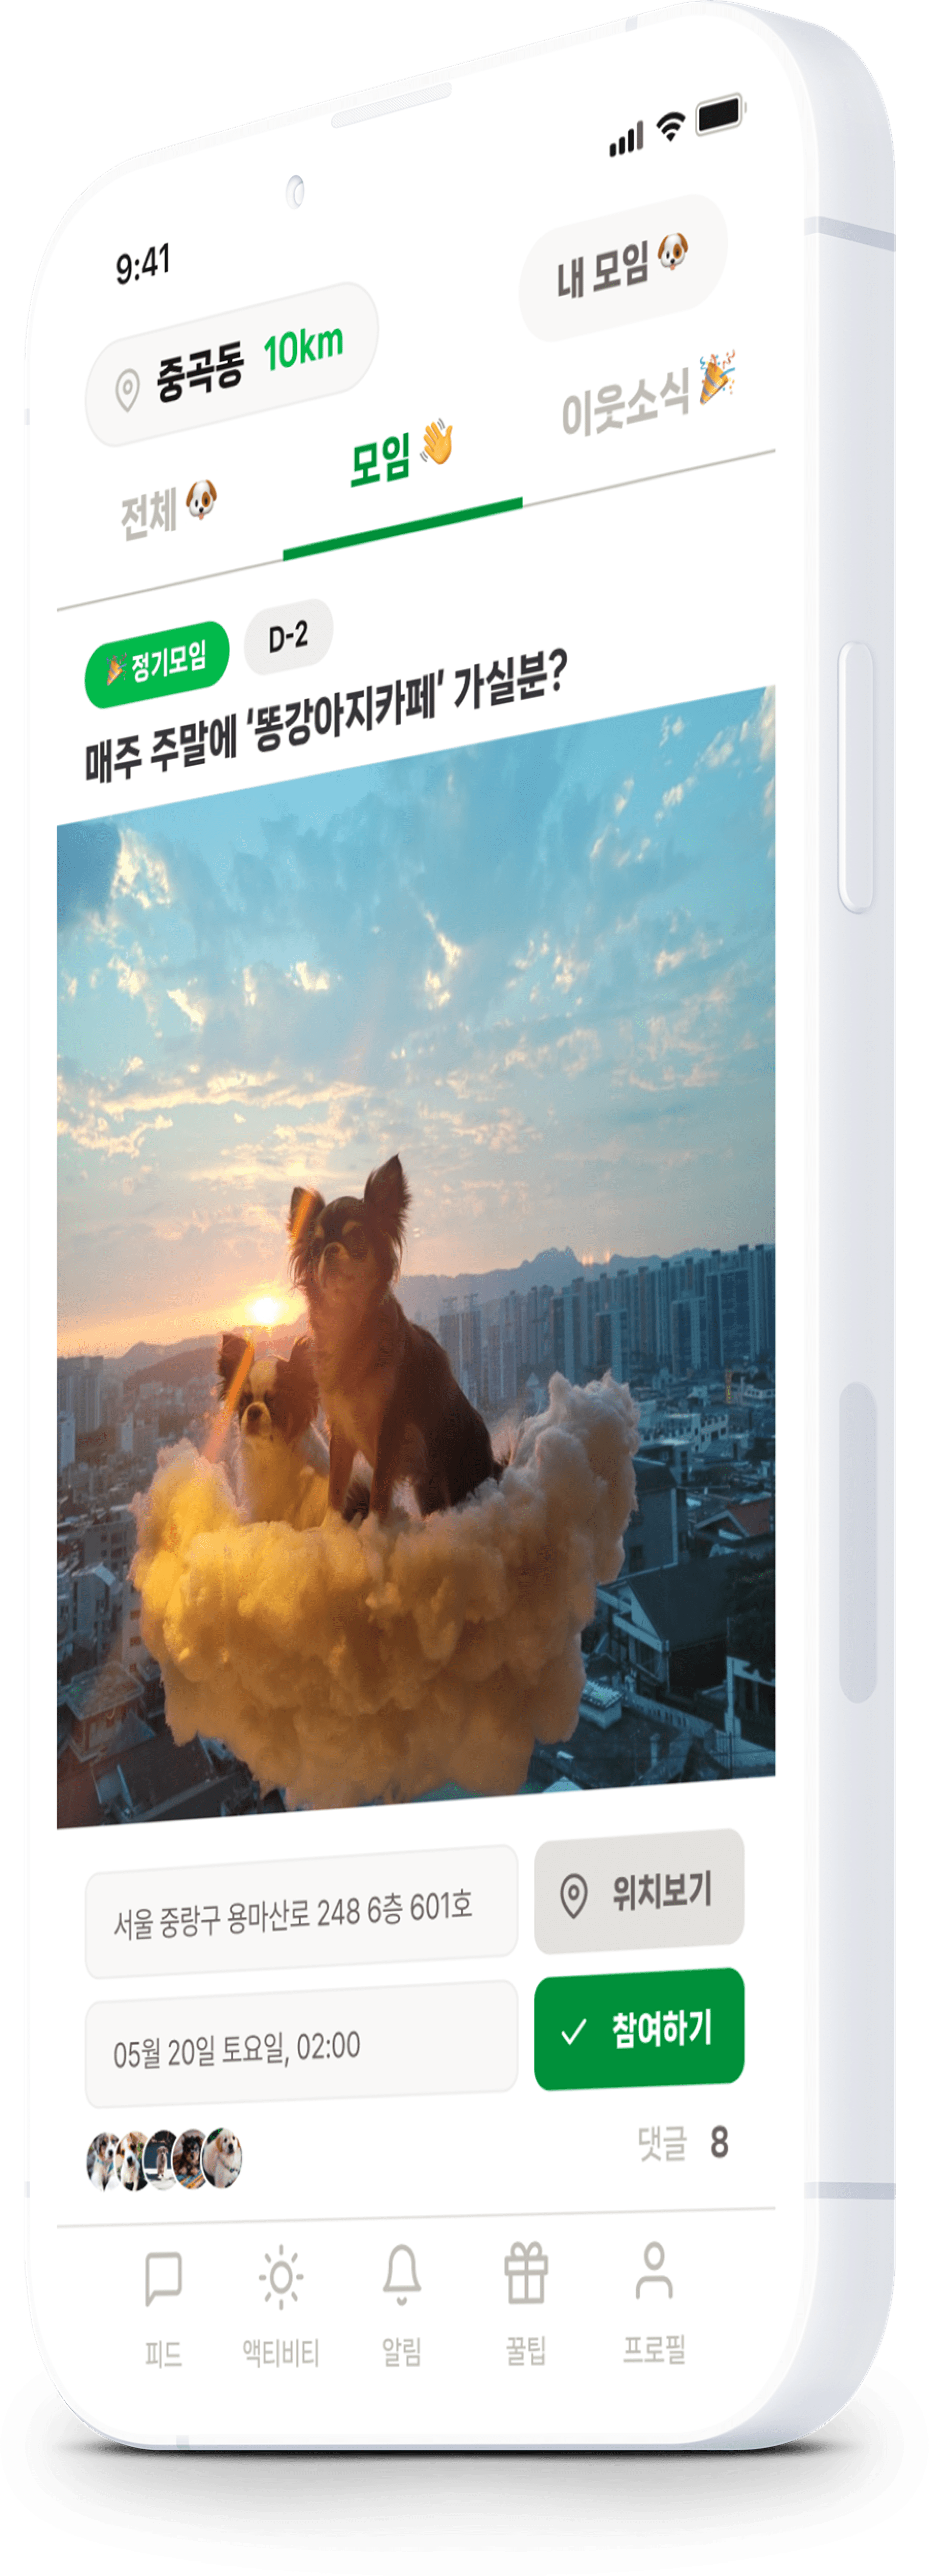 9:41
중곡동 10km
내 모임
전체
모임
이웃소식
정기모임
D-2
매주 주말에 ‘똥강아지카페’ 가실분?
서울 중랑구 용마산로 248 6층 601호
위치보기
05월 20일 토요일, 02:00
참여하기
댓글 8
피드
액티비티
알림
꿀팁
프로필